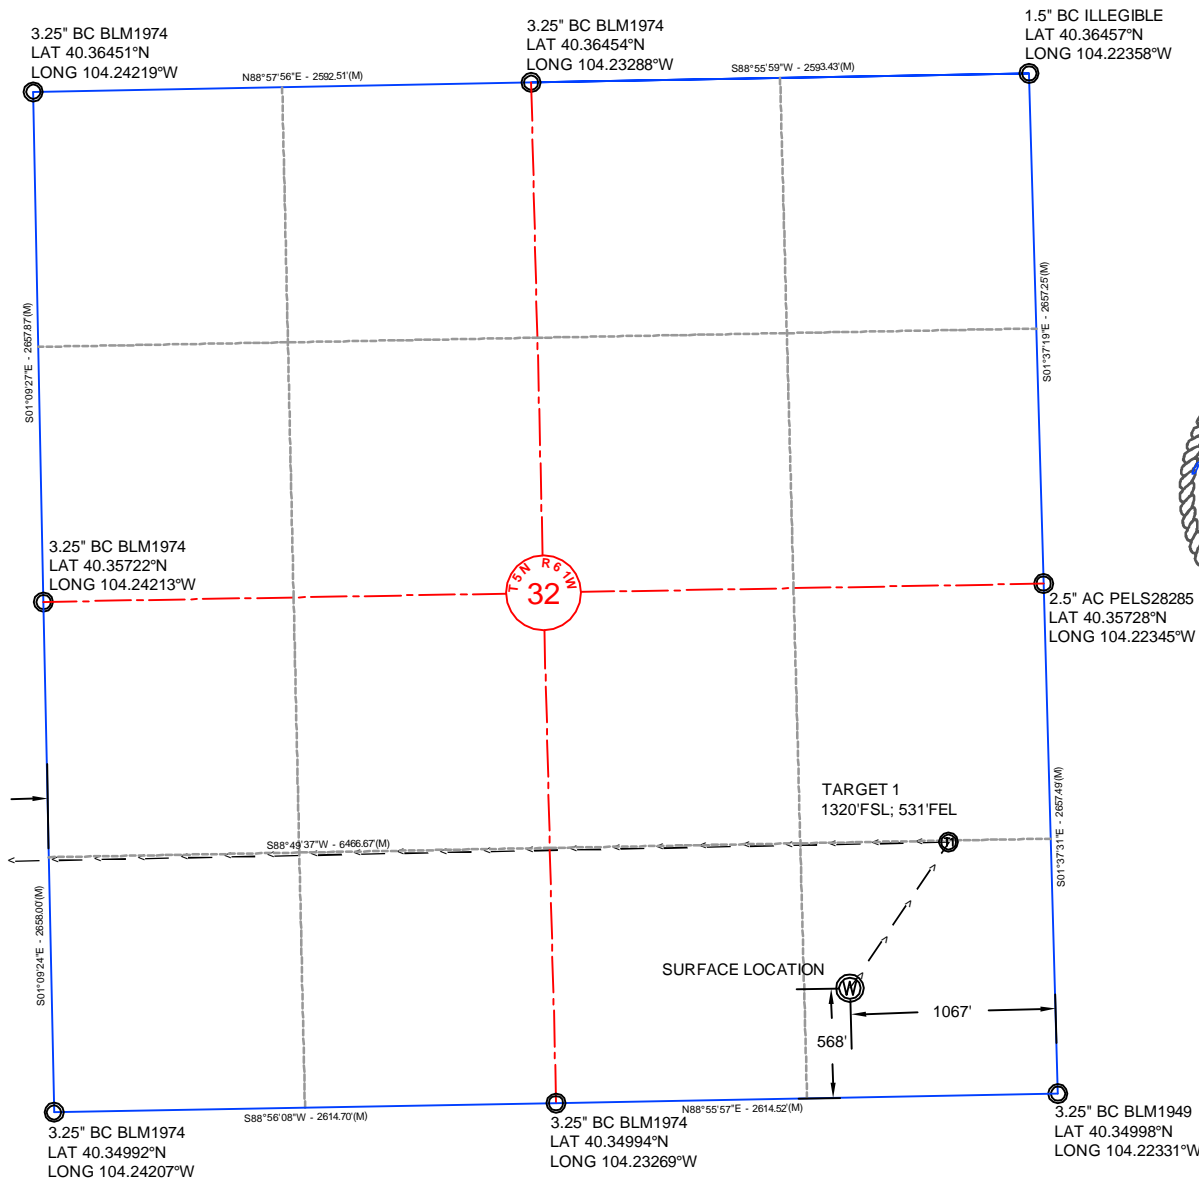 3.25" BC BLM1974
LAT 40.36451°N
LONG 104.24219°W
3.25" BC BLM1974
LAT 40.36454°N
LONG 104.23288°W
1.5" BC ILLEGIBLE
LAT 40.36457°N
LONG 104.22358°W
N88°57'56"E - 2592.51'(M)
S88°55'59"W - 2593.43'(M)
S01°09'27"E - 2657.87'(M)
S01°37'19"E - 2657.25'(M)
3.25" BC BLM1974
LAT 40.35722°N
LONG 104.24213°W
T5N R61W
32
2.5" AC PELS28285
LAT 40.35728°N
LONG 104.22345°W
TARGET 1
1320'FSL; 531'FEL
S88°49'37"W - 6466.67'(M)
S01°37'31"E - 2657.49'(M)
S01°09'24"E - 2658.00'(M)
SURFACE LOCATION
W
1067'
568'
S88°56'08"W - 2614.70'(M)
N88°55'57"E - 2614.52'(M)
3.25" BC BLM1974
LAT 40.34992°N
LONG 104.24207°W
3.25" BC BLM1974
LAT 40.34994°N
LONG 104.23269°W
3.25" BC BLM1949
LAT 40.34998°N
LONG 104.22331°W